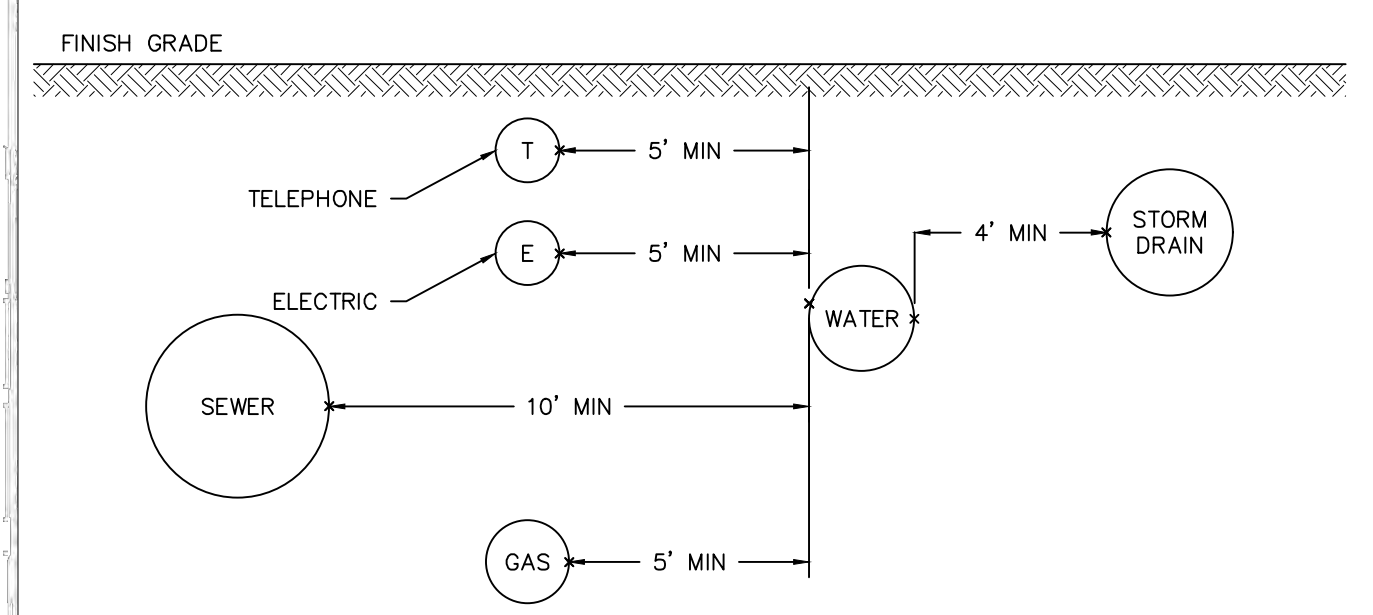 FINISH GRADE
T
5' MIN
TELEPHONE
STORM
DRAIN
4' MIN
E
5' MIN
ELECTRIC
WATER
SEWER
10' MIN
GAS
5' MIN